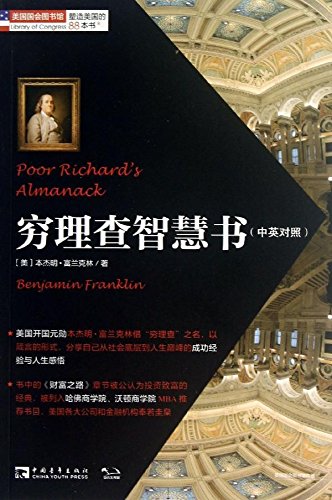 美国国会图书馆
Library of Congress
塑造美国的
88本书
Poor Richard's
Almanack
穷理查智慧书(中英对照)
[美]本杰明·富兰克林/著
Benjamin Franklin
美国开国元勋本杰明·富兰克林借“穷理查”之名,以
箴言的形式,分享自己从社会底层到人生巅峰的成功经
验与人生感悟
书中的《财富之路》章节被公认为投资致富的
经典,被列入哈佛商学院、沃顿商学院MBA推
荐书目,美国各大公司和金融机构奉若圭臬
中国青年出版社